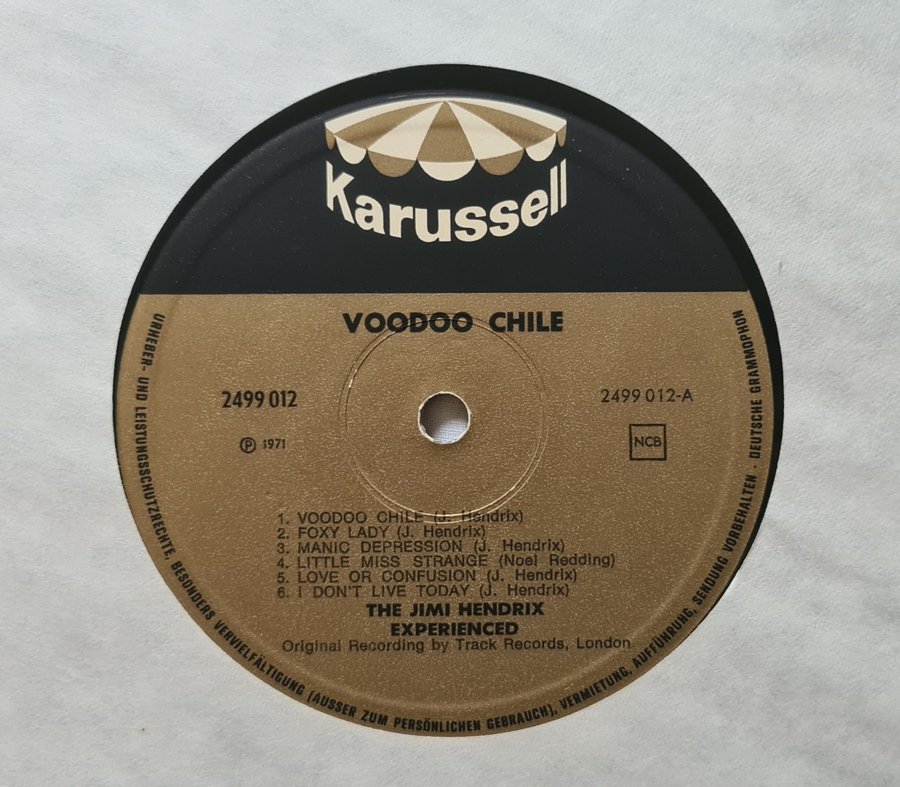 Karussell
VOODOO CHILE
2499 012
2499 012-A
Ⓟ 1971
NCB
1. VOODOO CHILE (J. Hendrix)
2. FOXY LADY (J. Hendrix)
3. MANIC DEPRESSION (J. Hendrix)
4. LITTLE MISS STRANGE (Noel Redding)
5. LOVE OR CONFUSION (J. Hendrix)
6. I DON'T LIVE TODAY (J. Hendrix)
THE JIMI HENDRIX
EXPERIENCED
Original Recording by Track Records, London
URHEBER- UND LEISTUNGSSCHUTZRECHTE, BESONDERS VERVIELFÄLTIGUNG (AUSSER ZUM PERSÖNLICHEN GEBRAUCH), VERMIETUNG, AUFFÜHRUNG, SENDUNG VORBEHALTEN · DEUTSCHE GRAMMOPHON